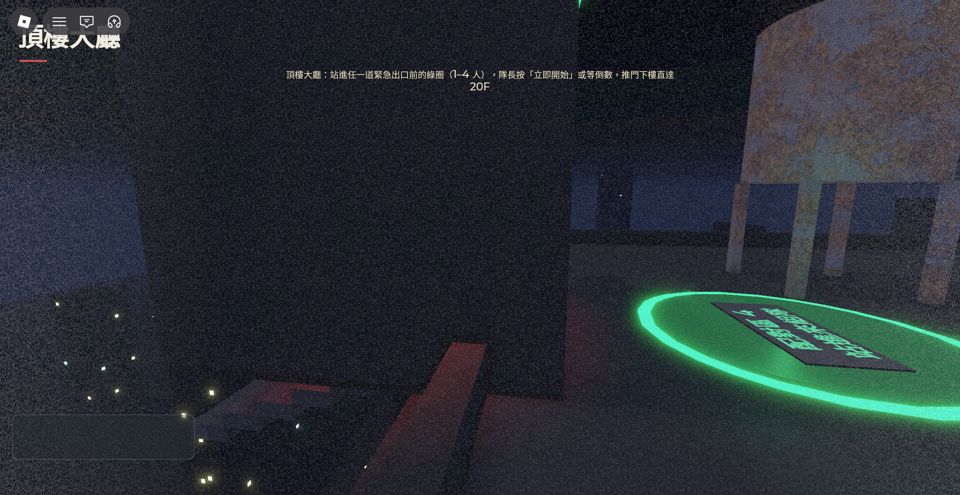 頂樓大廳
頂樓大廳：站進任一道緊急出口前的綠圈（1–4 人），隊長按「立即開始」或等倒數，推門下樓直達
20F